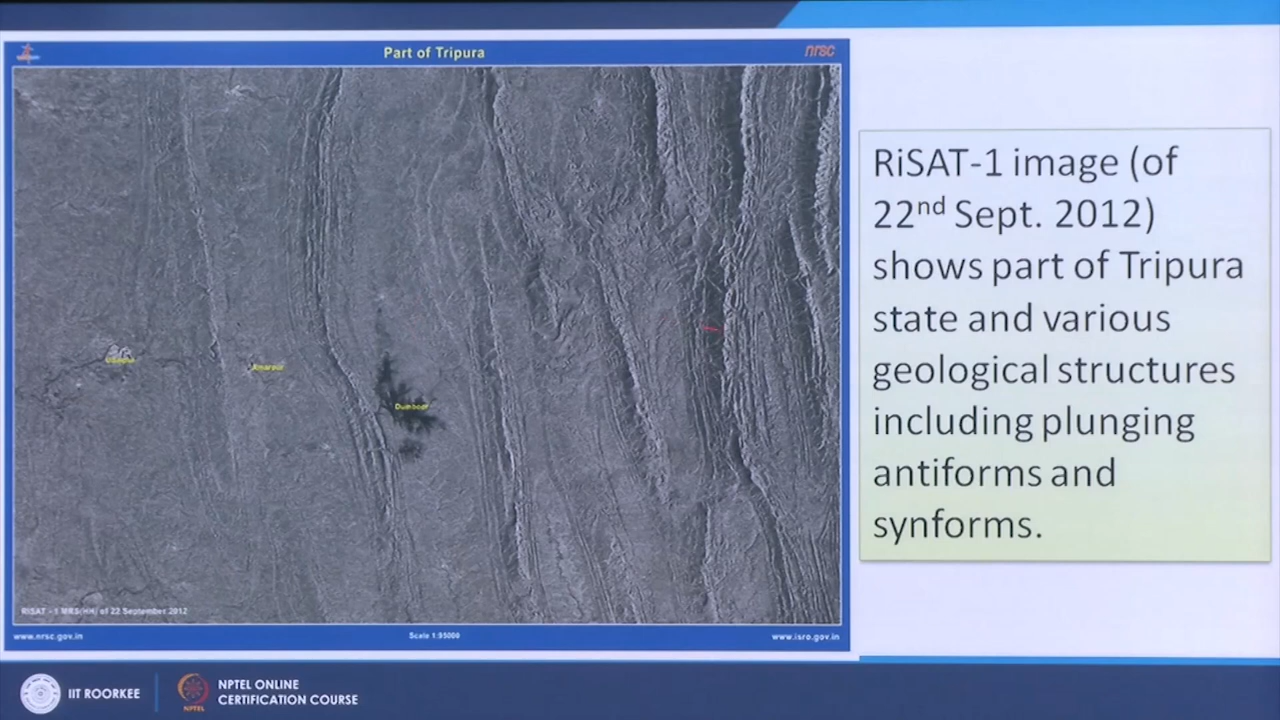 Part of Tripura
nrsc
RiSAT-1 image (of
22nd Sept. 2012)
shows part of Tripura
state and various
geological structures
including plunging
antiforms and
synforms.
Udaipur
Amarpur
Dumboor
RISAT - 1 MRS(HH) of 22 September 2012
www.nrsc.gov.in
Scale 1:95000
www.isro.gov.in
IIT ROORKEE
NPTEL ONLINE
CERTIFICATION COURSE
NPTEL